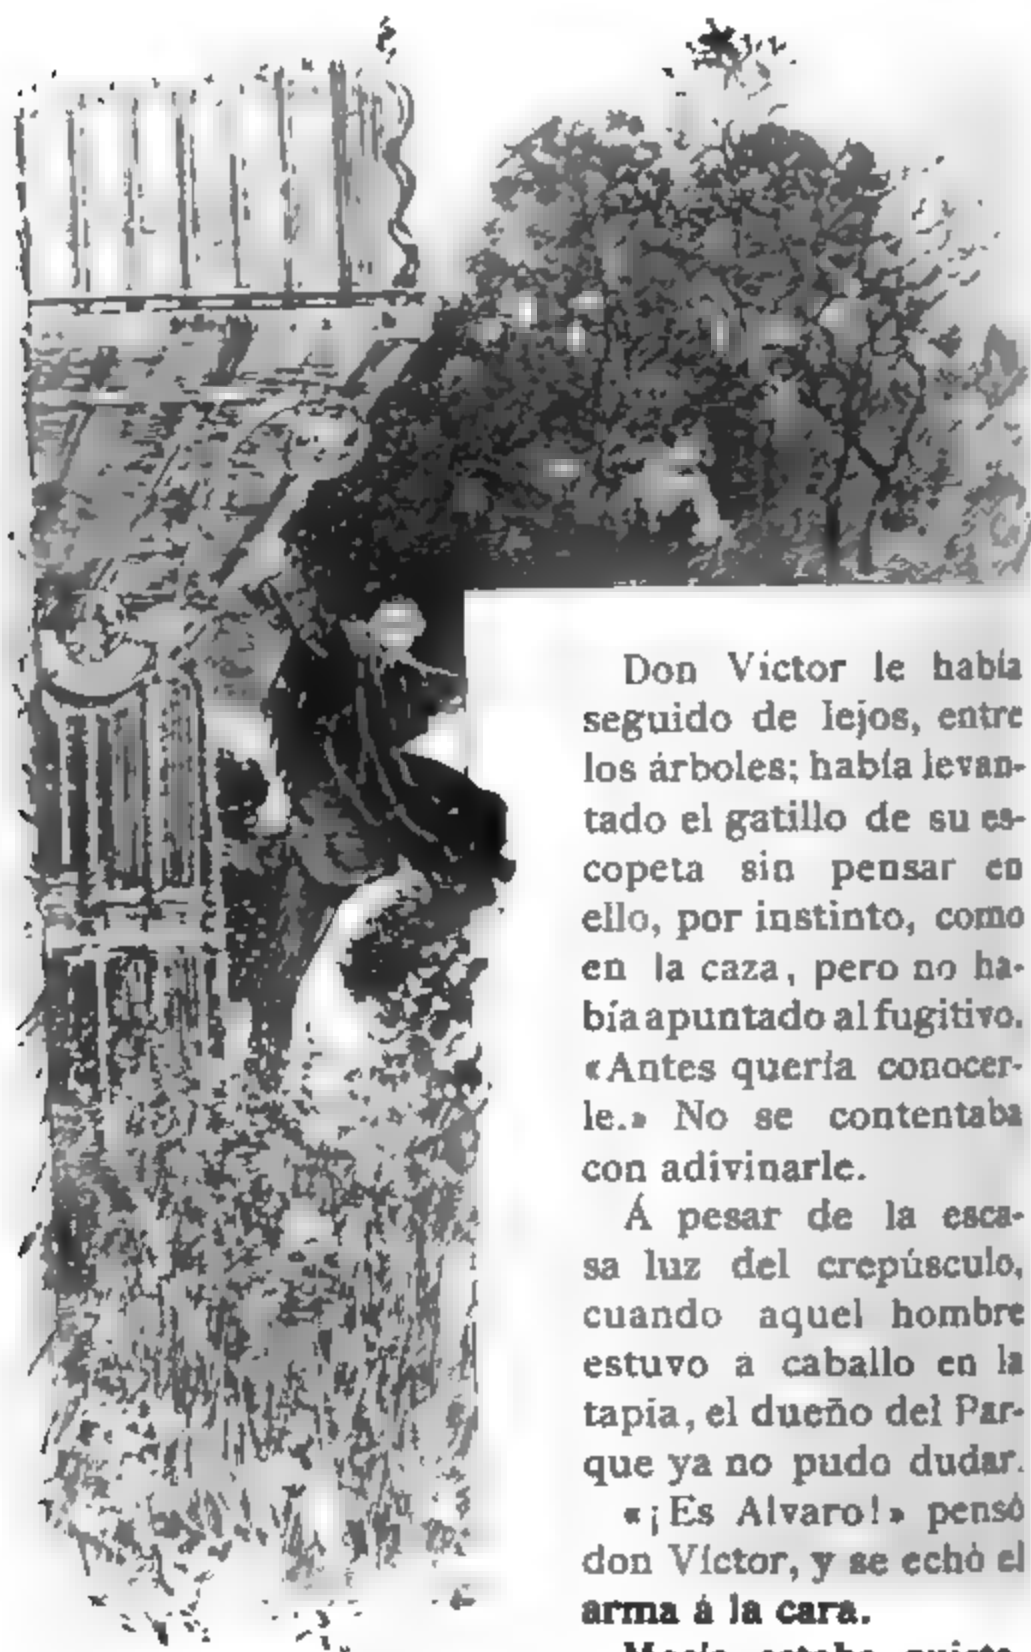 Don Víctor le había
seguido de lejos, entre
los árboles; había levan-
tado el gatillo de su es-
copeta sin pensar en
ello, por instinto, como
en la caza, pero no ha-
bía apuntado al fugitivo.
«Antes quería conocer-
le.» No se contentaba
con adivinarle.
Á pesar de la esca-
sa luz del crepúsculo,
cuando aquel hombre
estuvo á caballo en la
tapia, el dueño del Par-
que ya no pudo dudar.
«¡Es Alvaro!» pensó
don Víctor, y se echó el
arma á la cara.